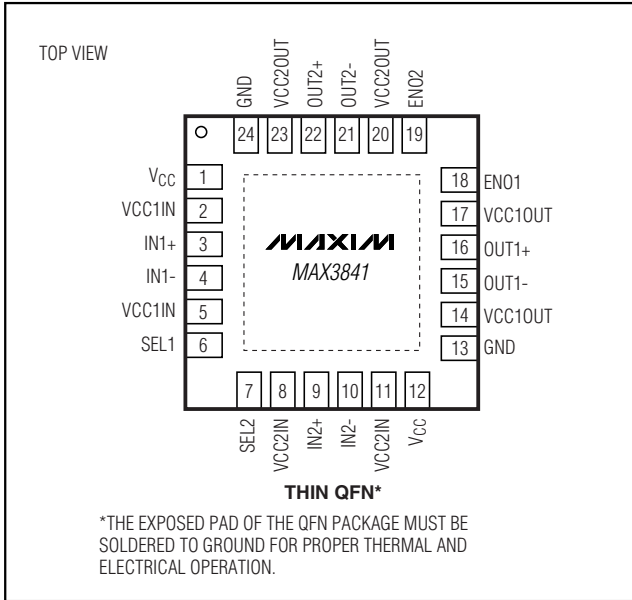 TOP VIEW
GND
VCC2OUT
OUT2+
OUT2-
VCC2OUT
ENO2
24 23 22 21 20 19
VCC 1
VCC1IN 2
IN1+ 3
IN1- 4
VCC1IN 5
SEL1 6
MAXIM
MAX3841
18 ENO1
17 VCC1OUT
16 OUT1+
15 OUT1-
14 VCC1OUT
13 GND
7 8 9 10 11 12
SEL2
VCC2IN
IN2+
IN2-
VCC2IN
VCC
THIN QFN*
*THE EXPOSED PAD OF THE QFN PACKAGE MUST BE
SOLDERED TO GROUND FOR PROPER THERMAL AND
ELECTRICAL OPERATION.